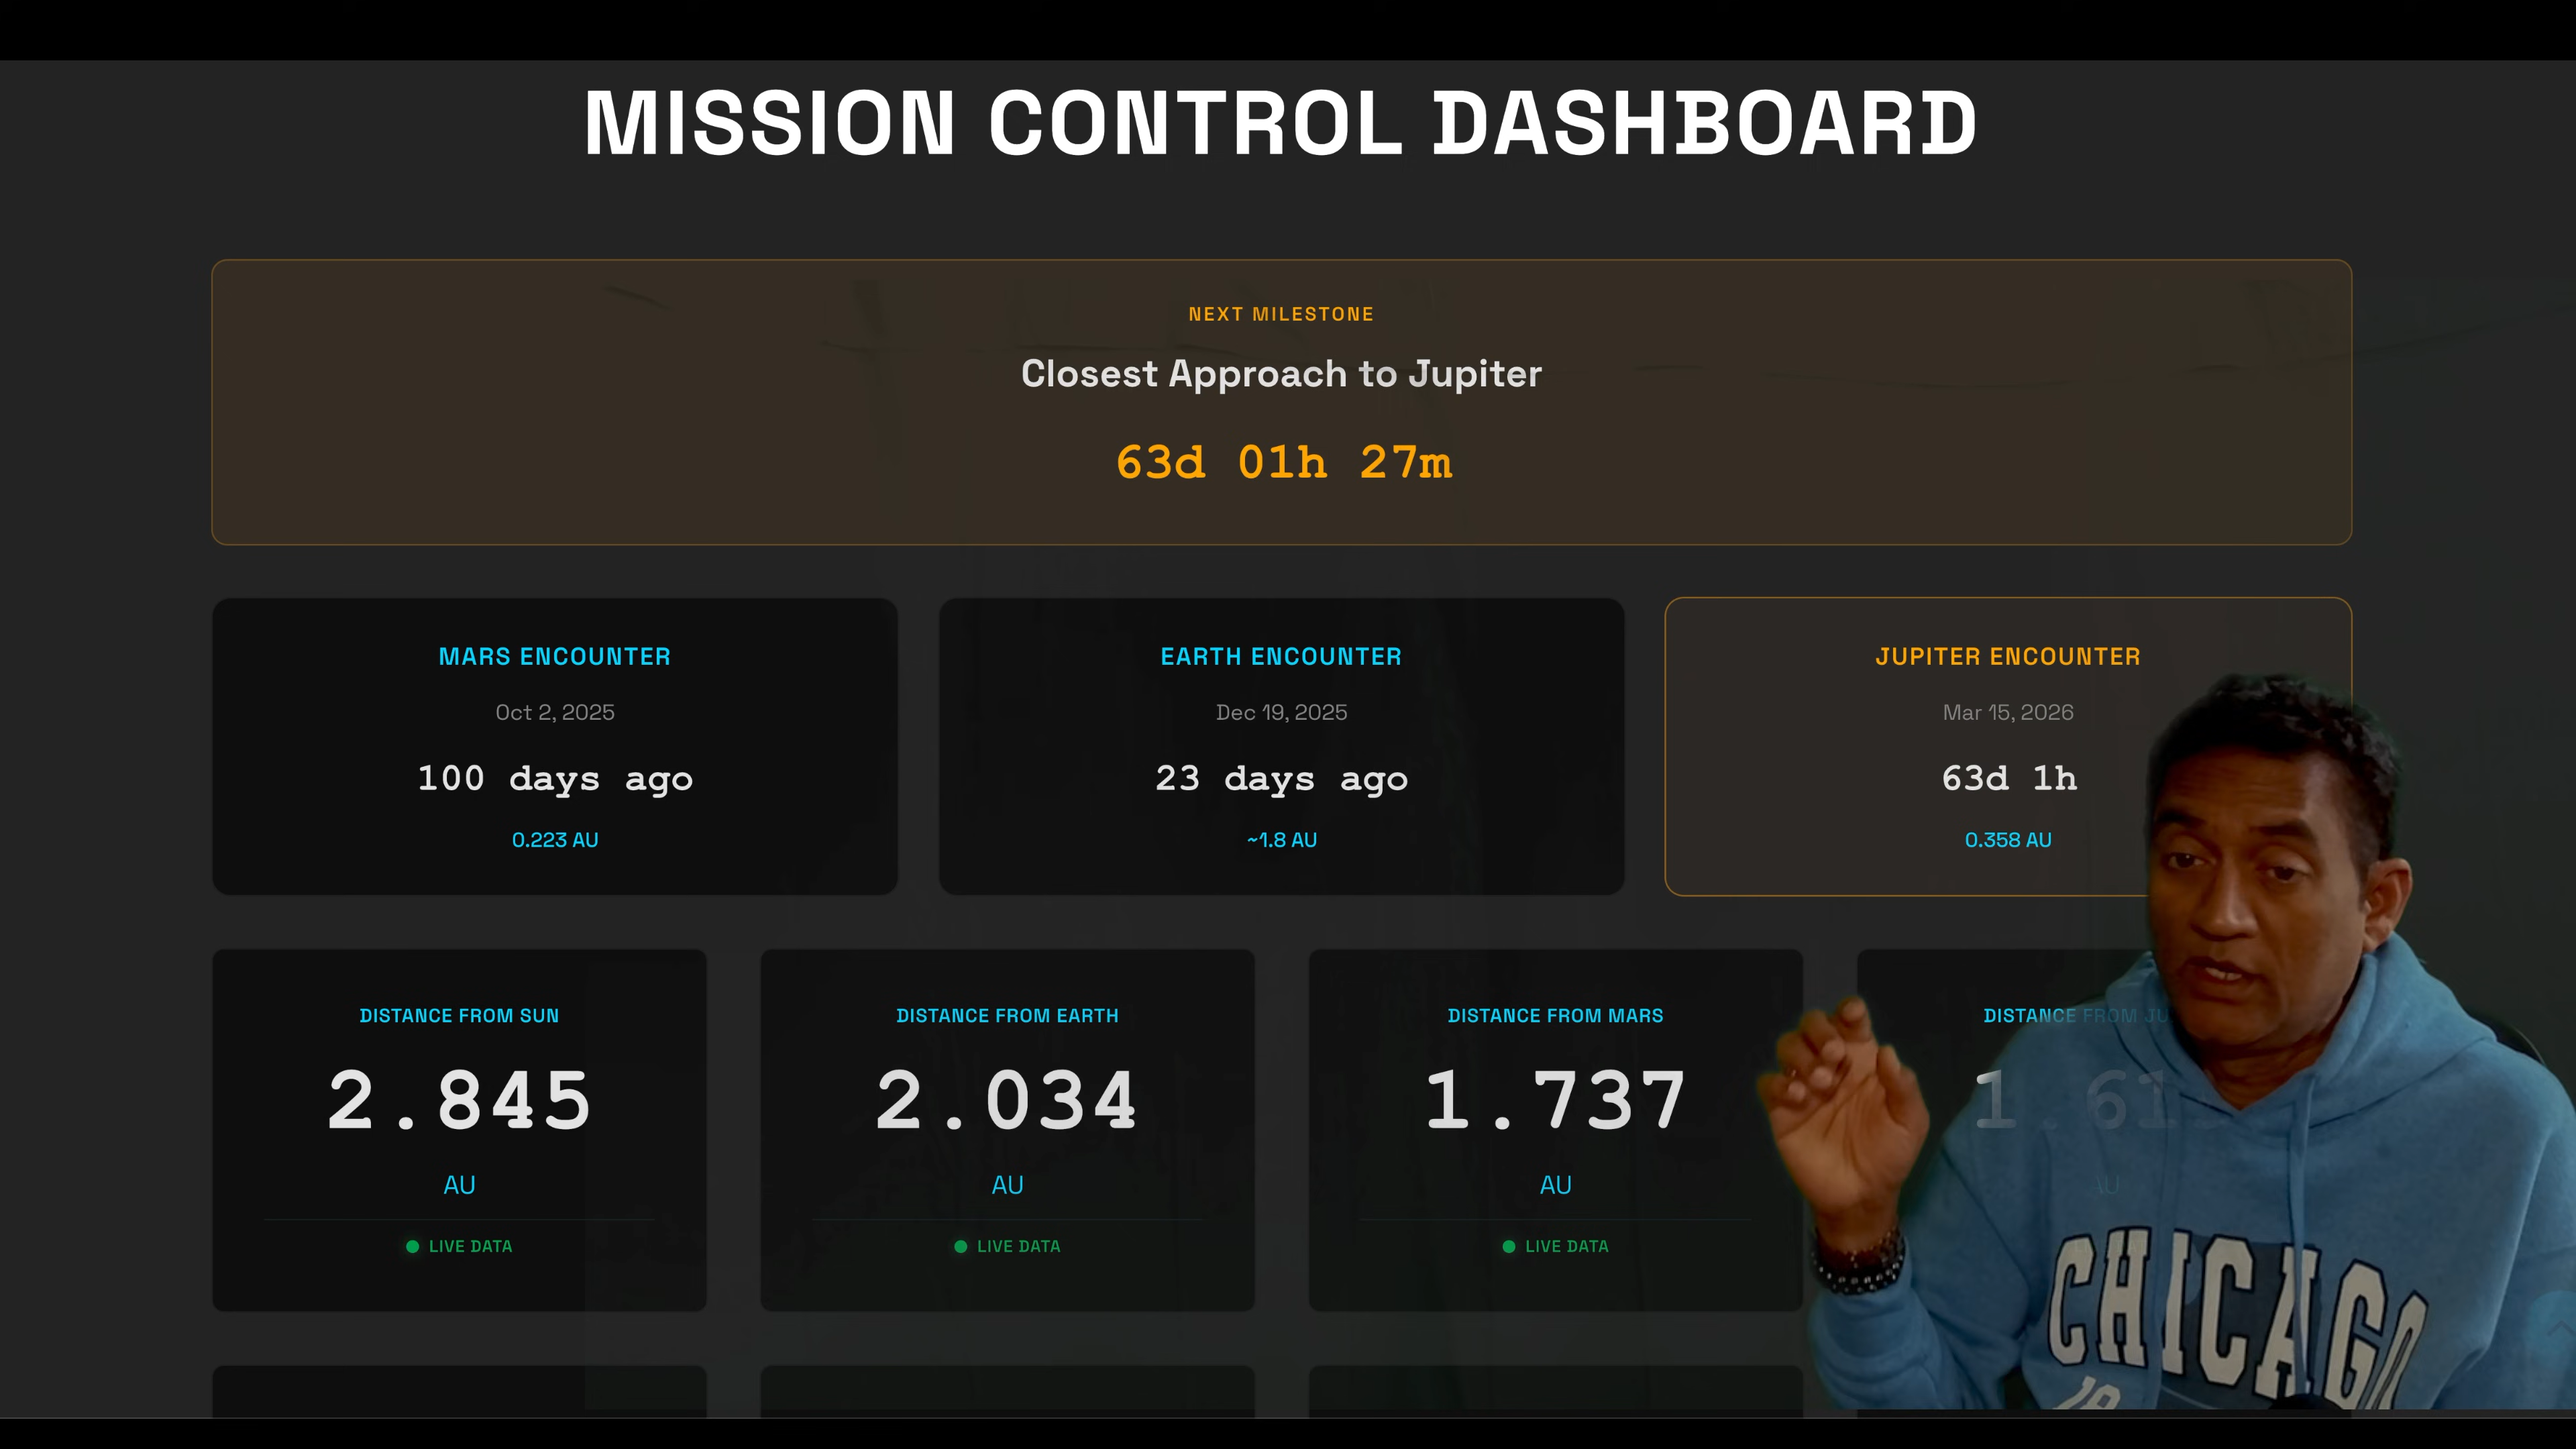 MISSION CONTROL DASHBOARD
NEXT MILESTONE
Closest Approach to Jupiter
63d 01h 27m
MARS ENCOUNTER
Oct 2, 2025
100 days ago
0.223 AU
EARTH ENCOUNTER
Dec 19, 2025
23 days ago
~1.8 AU
JUPITER ENCOUNTER
Mar 15, 2026
63d 1h
0.358 AU
DISTANCE FROM SUN
2.845
AU
LIVE DATA
DISTANCE FROM EARTH
2.034
AU
LIVE DATA
DISTANCE FROM MARS
1.737
AU
LIVE DATA
DISTANCE FROM
AU
CHICAGO